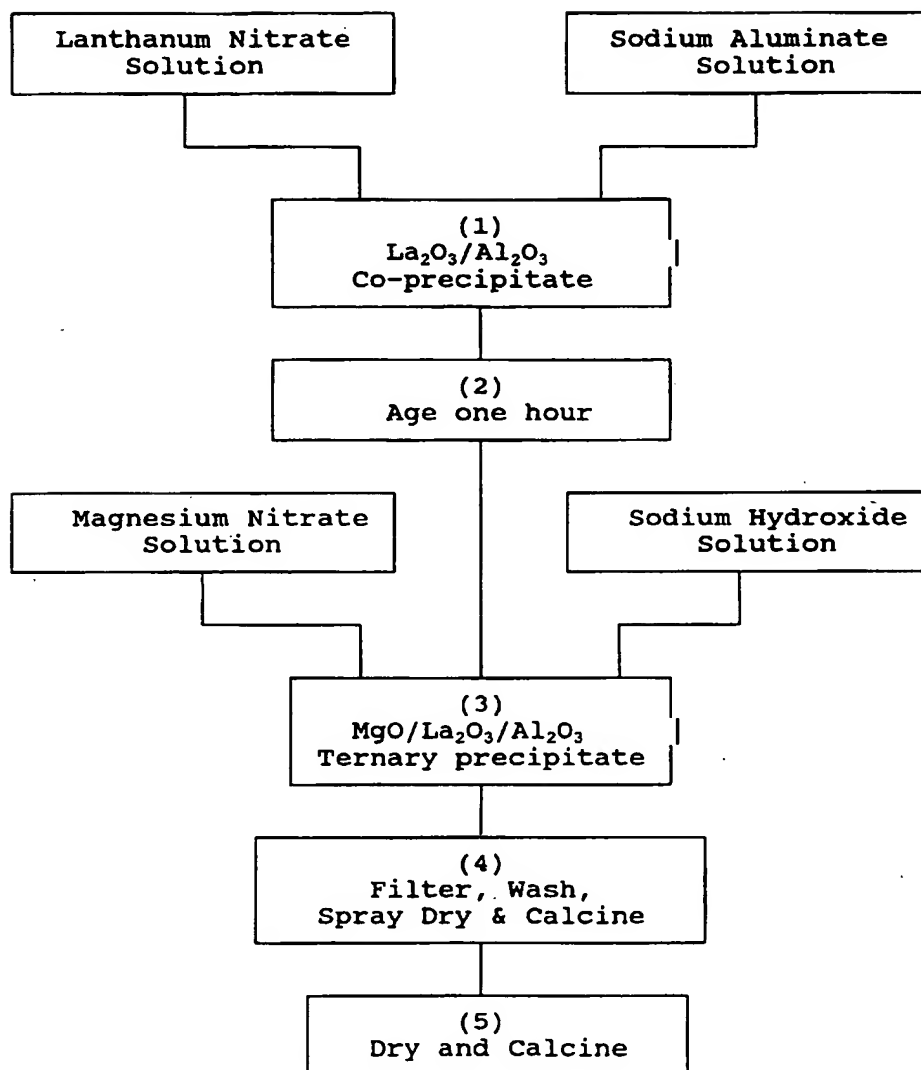 Lanthanum Nitrate
Solution
Sodium Aluminate
Solution
(1)
La₂O₃/Al₂O₃
Co-precipitate
(2)
Age one hour
Magnesium Nitrate
Solution
Sodium Hydroxide
Solution
(3)
MgO/La₂O₃/Al₂O₃
Ternary precipitate
(4)
Filter, Wash,
Spray Dry & Calcine
(5)
Dry and Calcine